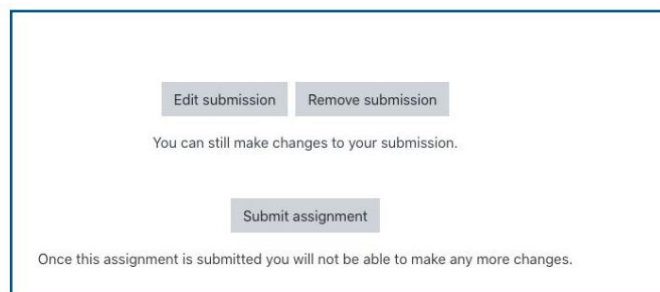 Edit submission Remove submission
You can still make changes to your submission.
Submit assignment
Once this assignment is submitted you will not be able to make any more changes.